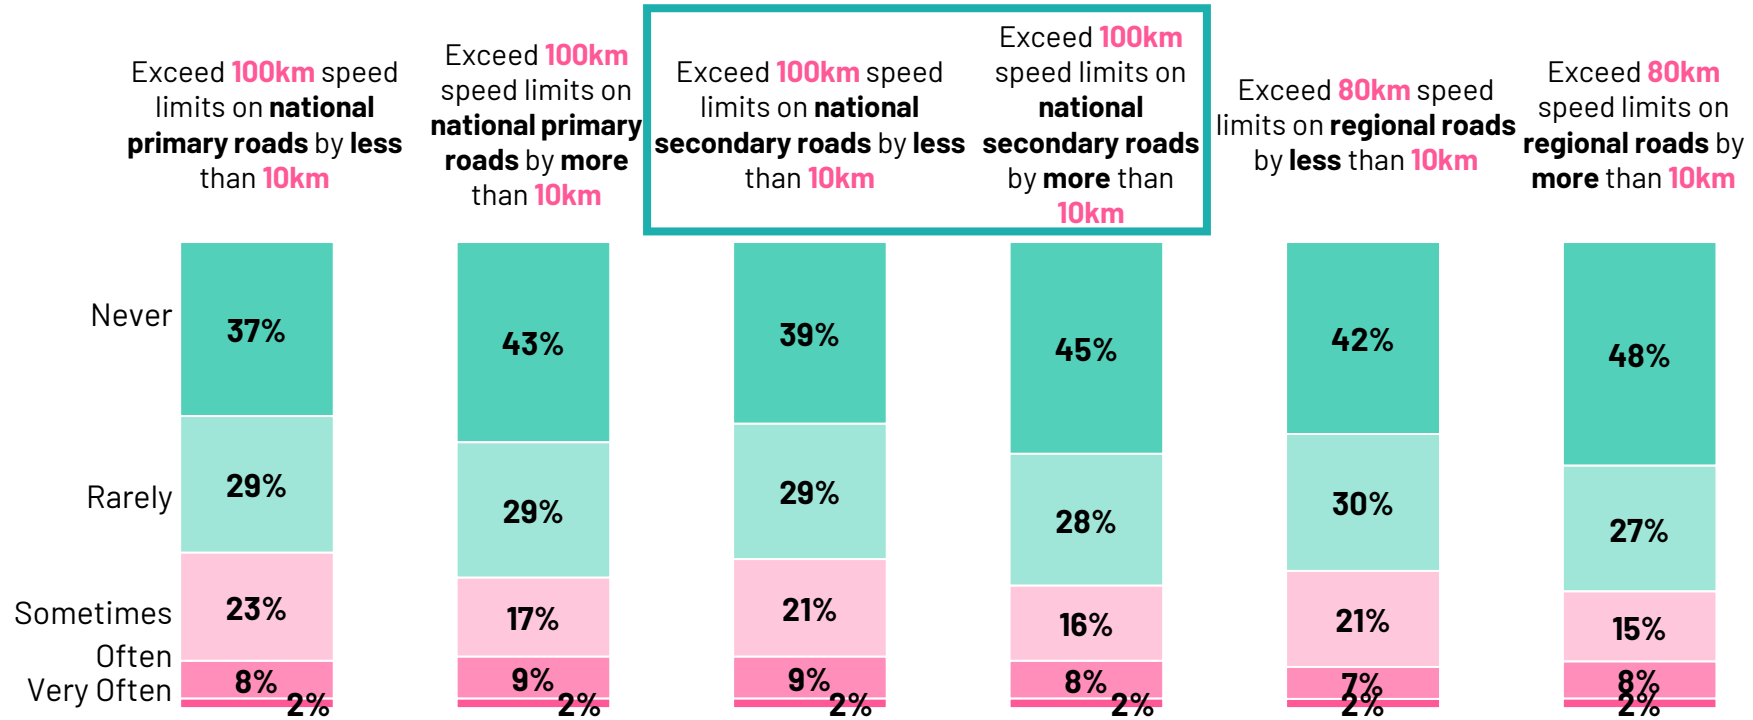 Exceed 100km speed
limits on national
primary roads by less
than 10km
Exceed 100km
speed limits on
national primary
roads by more
than 10km
Exceed 100km speed
limits on national
secondary roads by less
than 10km
Exceed 100km
speed limits on
national
secondary roads
by more than
10km
Exceed 80km speed
limits on regional roads
by less than 10km
Exceed 80km
speed limits on
regional roads by
more than 10km
Never
37%
43%
39%
45%
42%
48%
Rarely
29%
29%
29%
28%
30%
27%
Sometimes
23%
17%
21%
16%
21%
15%
Often
8%
9%
9%
8%
7%
8%
Very Often
2%
2%
2%
2%
2%
2%